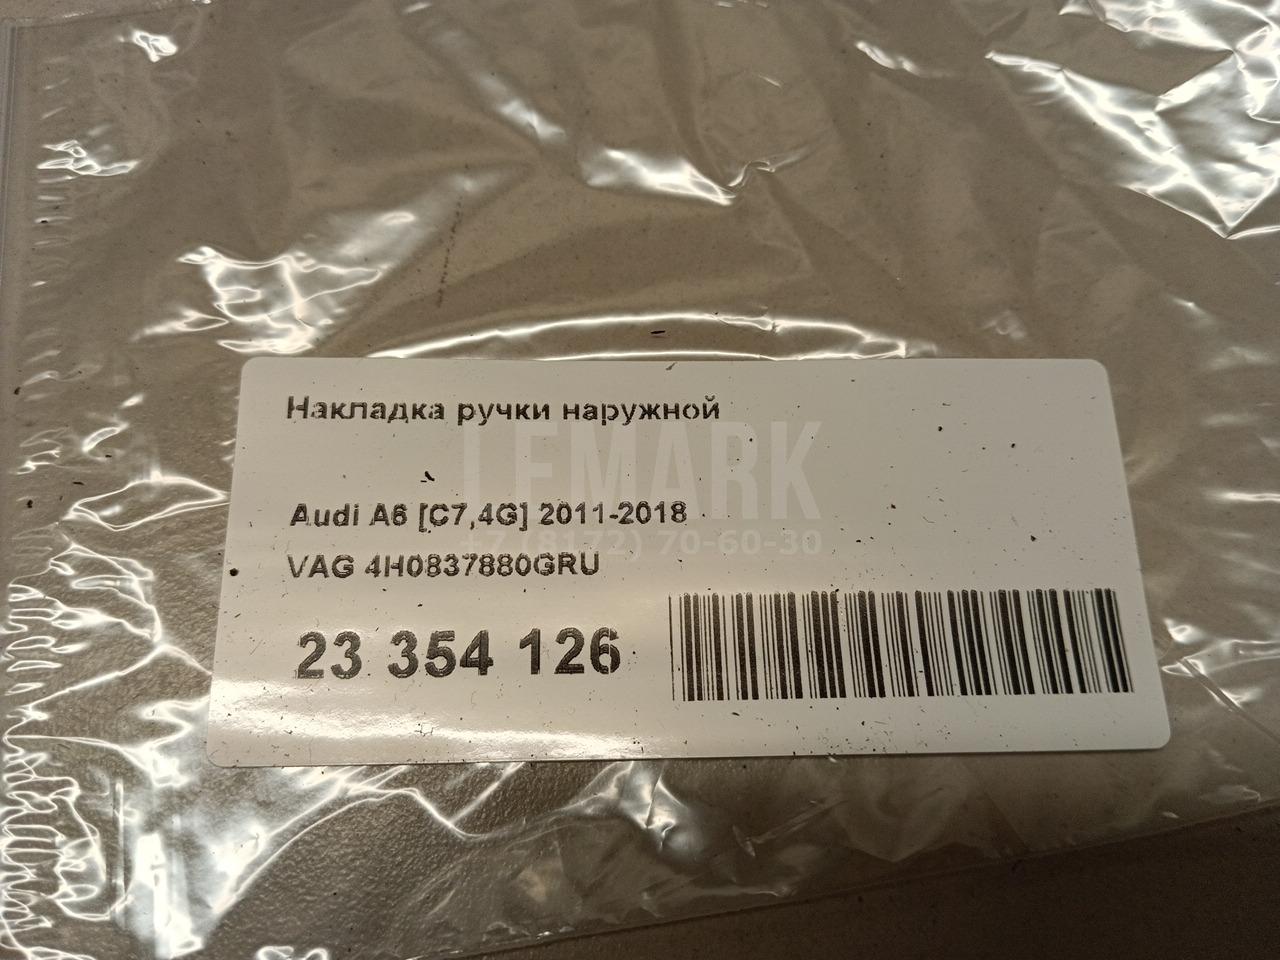 Накладка ручки наружной
LEMARK
Audi A6 [C7,4G] 2011-2018
+7 (8172) 70-60-30
VAG 4H0837880GRU
23 354 126